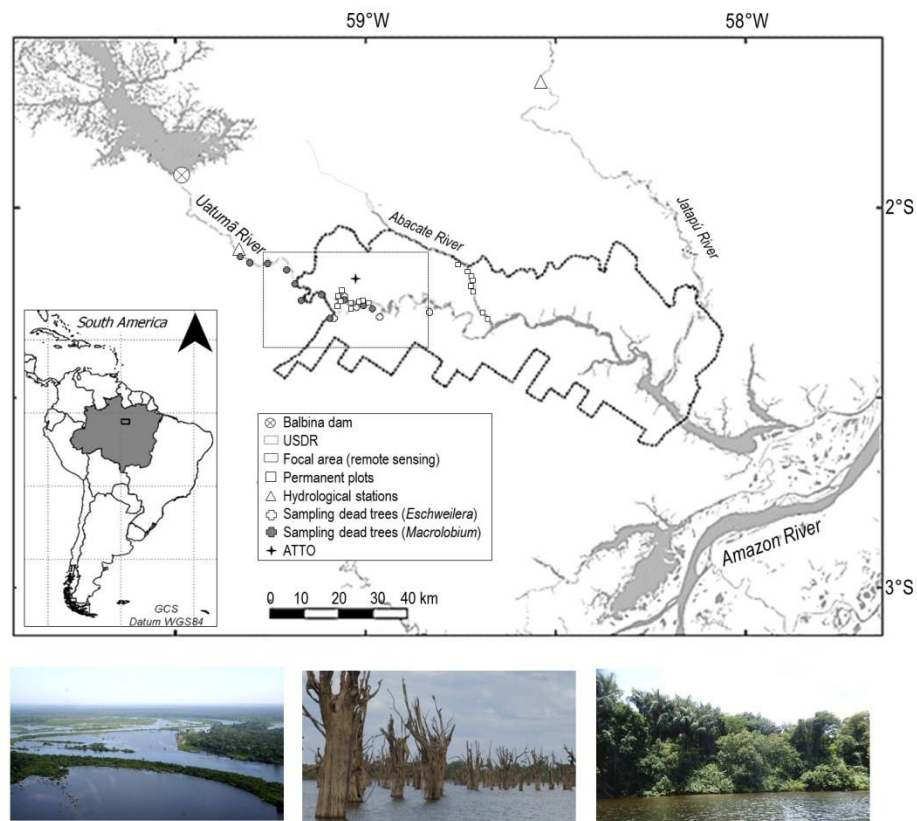 59°W
58°W
2°S
3°S
Uatumã River
Abacate River
Jatapú River
Amazon River
South America
GCS
Datum WGS84
Balbina dam
USDR
Focal area (remote sensing)
Permanent plots
Hydrological stations
Sampling dead trees (Eschweilera)
Sampling dead trees (Macrolobium)
ATTO
0 10 20 30 40 km